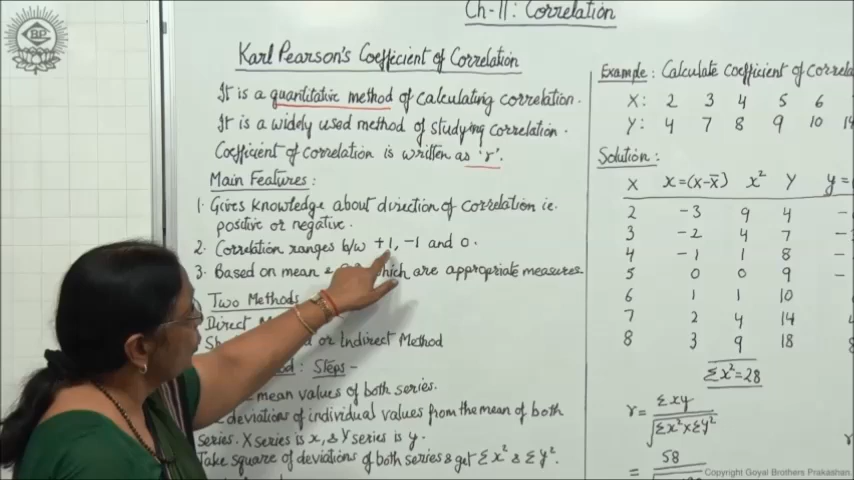 Ch-11: Correlation
Karl Pearson's Coefficient of Correlation
It is a quantitative method of calculating correlation.
It is a widely used method of studying correlation.
Coefficient of correlation is written as 'r'.
Main Features:
1. Gives knowledge about direction of correlation ie.
positive or negative.
2. Correlation ranges b/w +1, -1 and 0.
3. Based on mean & which are appropriate measures.
Two Methods
Direct
or Indirect Method
Steps -
mean values of both series.
deviations of individual values from the mean of both
series. X series is x, & Y series is y.
Take square of deviations of both series & get Σx² & Σy².
Example: Calculate coefficient of
X: 2 3 4 5 6
Y: 4 7 8 9 10 14
Solution:
X x=(X-X̄) x² Y y=
2 -3 9 4 -
3 -2 4 7 -
4 -1 1 8 -
5 0 0 9 -
6 1 1 10
7 2 4 14
8 3 9 18
Σx²=28
r= Σxy
√Σx²×Σy²
= 58
Copyright Goyal Brothers Prakashan